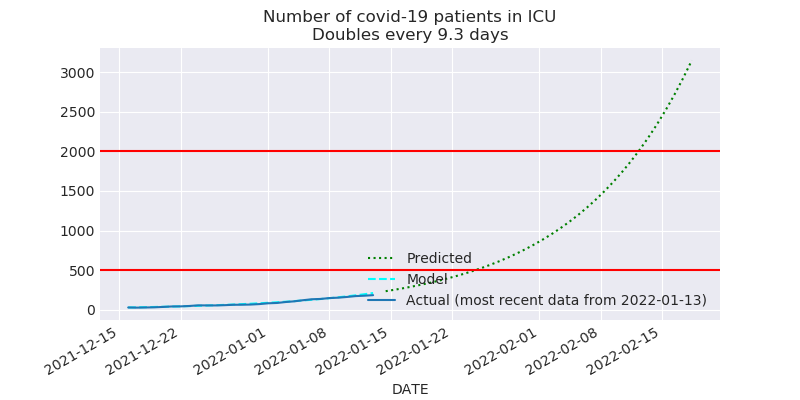 Number of covid-19 patients in ICU
Doubles every 9.3 days
3000
2500
2000
1500
1000
500
0
Predicted
Model
Actual (most recent data from 2022-01-13)
2021-12-15
2021-12-22
2022-01-01
2022-01-08
2022-01-15
2022-01-22
2022-02-01
2022-02-08
2022-02-15
DATE